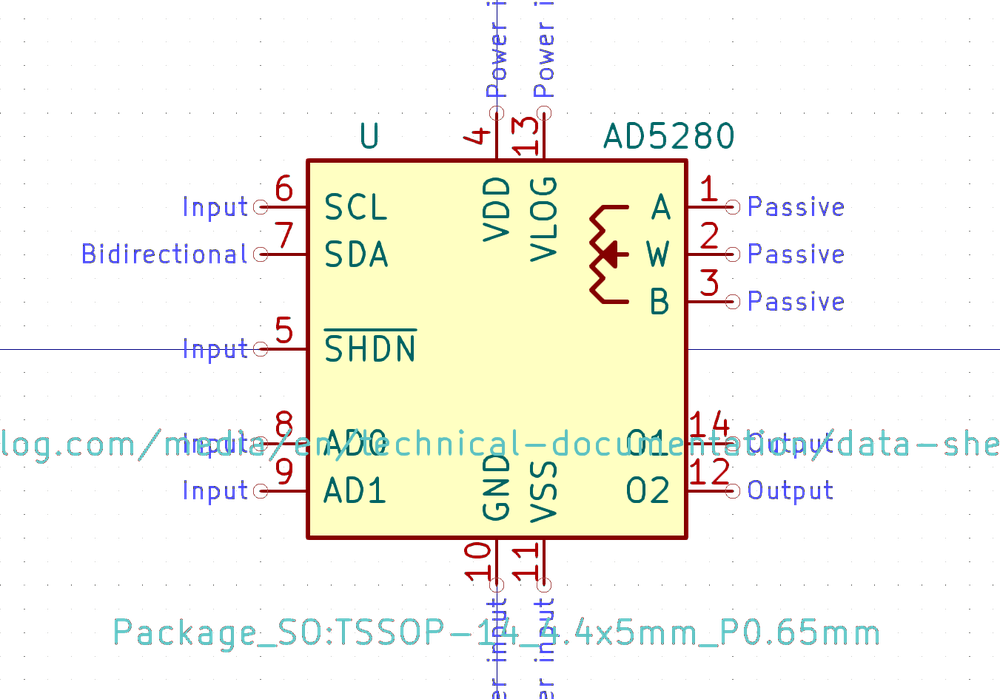 Power i
Power i
U
4
13
AD5280
Input 6 SCL
VDD
VLOG
A 1 Passive
Bidirectional 7 SDA
W 2 Passive
B 3 Passive
Input 5 SHDN
Input 8 AD0
O1 14 Output
log.com/media/en/technical-documentation/data-she
Input 9 AD1
GND
VSS
O2 12 Output
10
11
er input
er input
Package_SO:TSSOP-14_4.4x5mm_P0.65mm